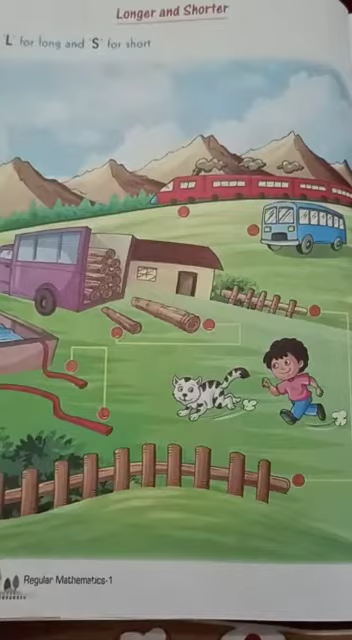 Longer and Shorter
'L' for long and 'S' for short
Regular Mathematics-1